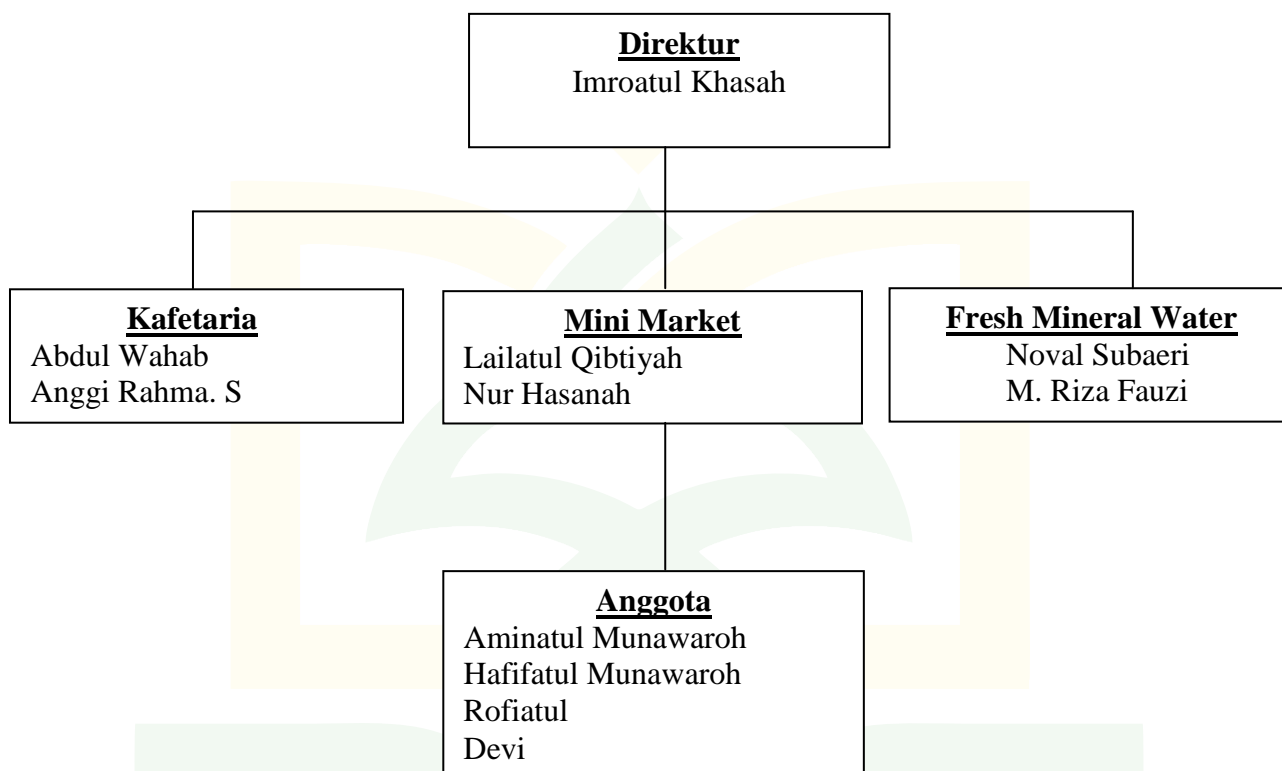 Direktur
Imroatul Khasah
Kafetaria
Abdul Wahab
Anggi Rahma. S
Mini Market
Lailatul Qibtiyah
Nur Hasanah
Fresh Mineral Water
Noval Subaeri
M. Riza Fauzi
Anggota
Aminatul Munawaroh
Hafifatul Munawaroh
Rofiatul
Devi